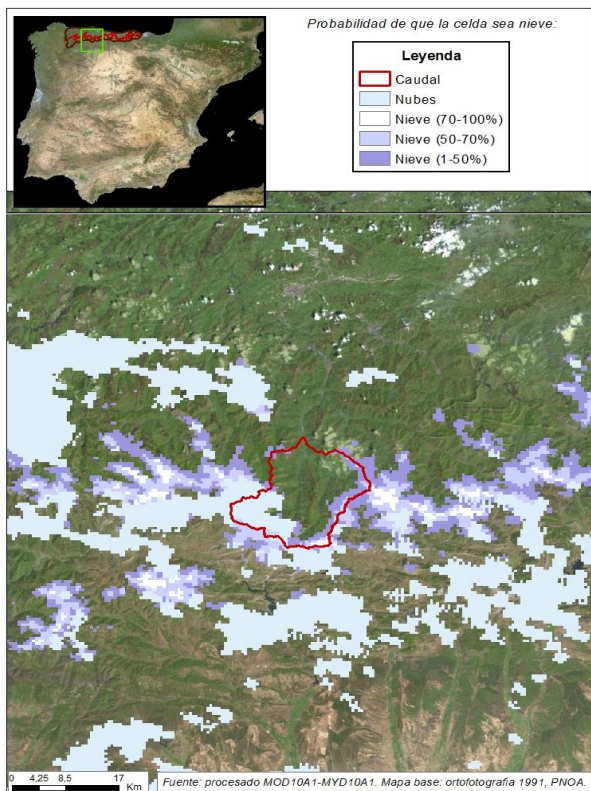 Probabilidad de que la celda sea nieve:
Leyenda
Caudal
Nubes
Nieve (70-100%)
Nieve (50-70%)
Nieve (1-50%)
0 4,25 8,5 17
Km
Fuente: procesado MOD10A1-MYD10A1. Mapa base: ortofotografia 1991, PNOA.